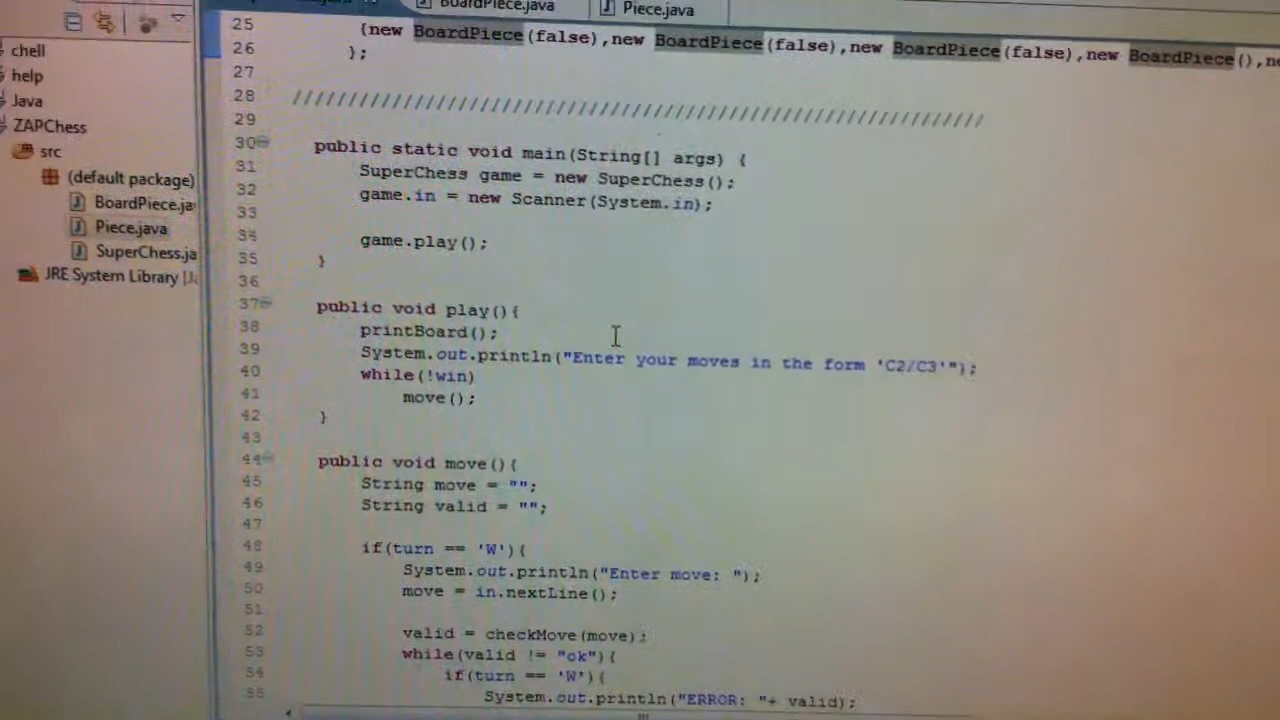 BoardPiece.java
Piece.java
chell
help
Java
ZAPChess
src
(default package)
BoardPiece.ja
Piece.java
SuperChess.ja
JRE System Library [Ja
25 {new BoardPiece(false),new BoardPiece(false),new BoardPiece(false),new BoardPiece(),ne
26 };
27
28 ////////////////////////////////////////////////////////////////
29
30 public static void main(String[] args) {
31 SuperChess game = new SuperChess();
32 game.in = new Scanner(System.in);
33
34 game.play();
35 }
36
37 public void play(){
38 printBoard();
39 System.out.println("Enter your moves in the form 'C2/C3'");
40 while(!win)
41 move();
42 }
43
44 public void move(){
45 String move = "";
46 String valid = "";
47
48 if(turn == 'W'){
49 System.out.println("Enter move: ");
50 move = in.nextLine();
51
52 valid = checkMove(move);
53 while(valid != "ok"){
54 if(turn == 'W'){
55 System.out.println("ERROR: "+ valid);